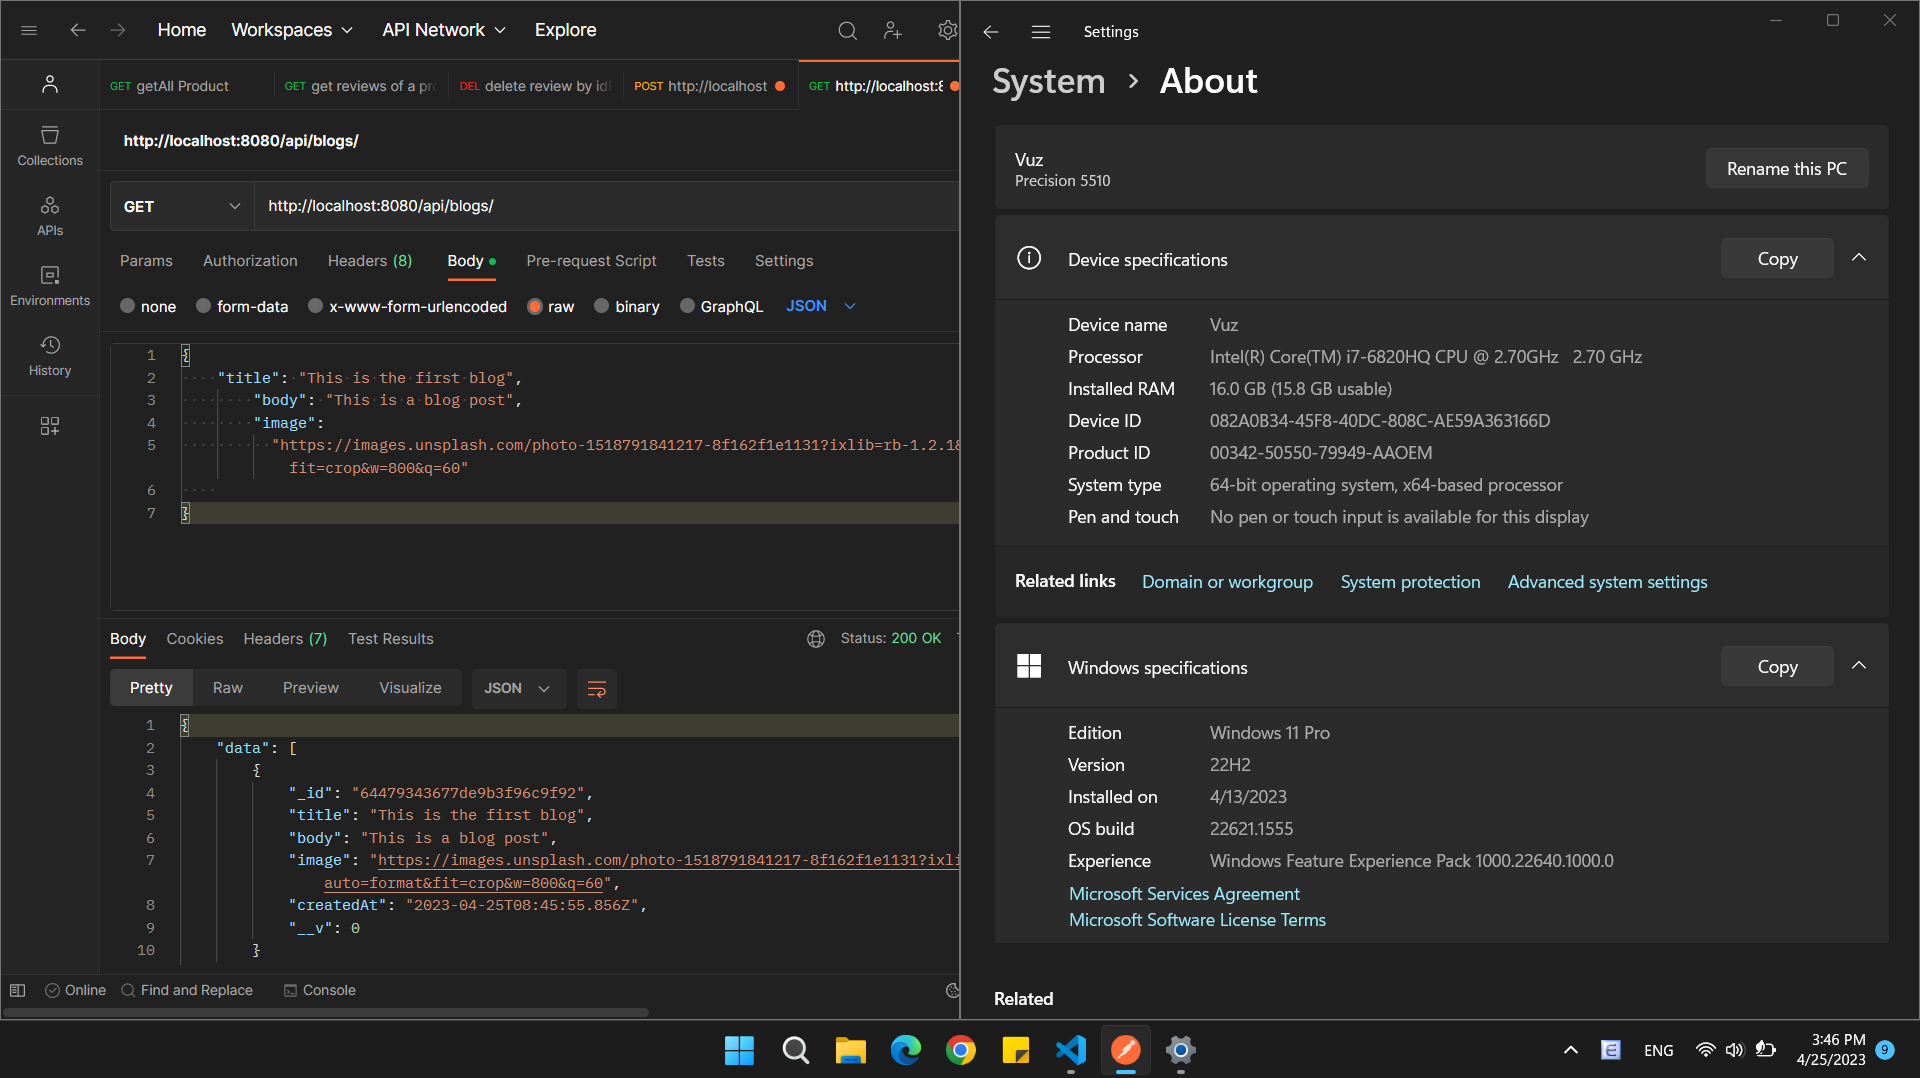 Home Workspaces API Network Explore
GET getAll Product GET get reviews of a pr DEL delete review by id POST http://localhost GET http://localhost:8
http://localhost:8080/api/blogs/
Collections
APIs
Environments
History
GET http://localhost:8080/api/blogs/
Params Authorization Headers (8) Body Pre-request Script Tests Settings
none form-data x-www-form-urlencoded raw binary GraphQL JSON
1 {
2 "title": "This is the first blog",
3 "body": "This is a blog post",
4 "image":
5 "https://images.unsplash.com/photo-1518791841217-8f162f1e1131?ixlib=rb-1.2.1&
fit=crop&w=800&q=60"
6
7 }
Body Cookies Headers (7) Test Results Status: 200 OK
Pretty Raw Preview Visualize JSON
1 {
2 "data": [
3 {
4 "_id": "64479343677de9b3f96c9f92",
5 "title": "This is the first blog",
6 "body": "This is a blog post",
7 "image": "https://images.unsplash.com/photo-1518791841217-8f162f1e1131?ixli
auto=format&fit=crop&w=800&q=60",
8 "createdAt": "2023-04-25T08:45:55.856Z",
9 "__v": 0
10 }
Online Find and Replace Console
Settings
System > About
Vuz
Precision 5510
Rename this PC
Device specifications Copy
Device name Vuz
Processor Intel(R) Core(TM) i7-6820HQ CPU @ 2.70GHz 2.70 GHz
Installed RAM 16.0 GB (15.8 GB usable)
Device ID 082A0B34-45F8-40DC-808C-AE59A363166D
Product ID 00342-50550-79949-AAOEM
System type 64-bit operating system, x64-based processor
Pen and touch No pen or touch input is available for this display
Related links Domain or workgroup System protection Advanced system settings
Windows specifications Copy
Edition Windows 11 Pro
Version 22H2
Installed on 4/13/2023
OS build 22621.1555
Experience Windows Feature Experience Pack 1000.22640.1000.0
Microsoft Services Agreement
Microsoft Software License Terms
Related
ENG
3:46 PM
4/25/2023
9